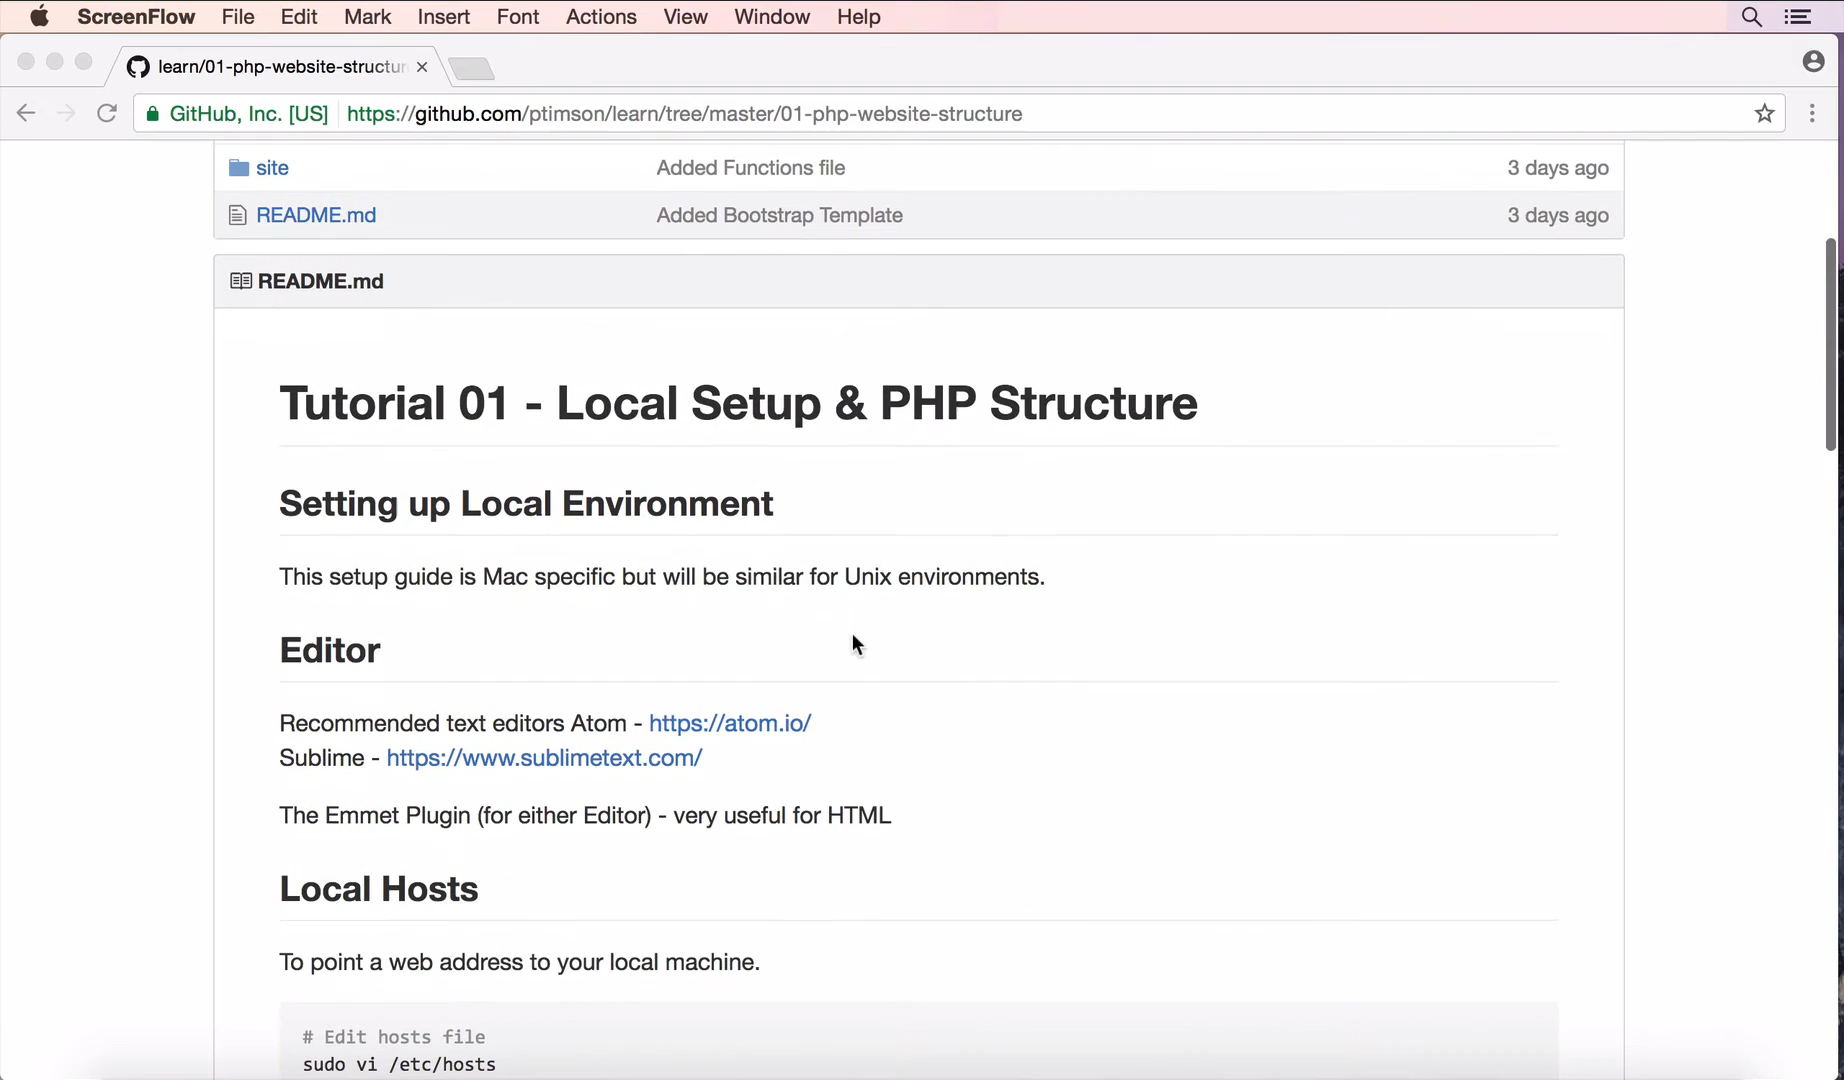 ScreenFlow File Edit Mark Insert Font Actions View Window Help
learn/01-php-website-structur
GitHub, Inc. [US] https://github.com/ptimson/learn/tree/master/01-php-website-structure
site Added Functions file 3 days ago
README.md Added Bootstrap Template 3 days ago
README.md
Tutorial 01 - Local Setup & PHP Structure
Setting up Local Environment
This setup guide is Mac specific but will be similar for Unix environments.
Editor
Recommended text editors Atom - https://atom.io/
Sublime - https://www.sublimetext.com/
The Emmet Plugin (for either Editor) - very useful for HTML
Local Hosts
To point a web address to your local machine.
# Edit hosts file
sudo vi /etc/hosts